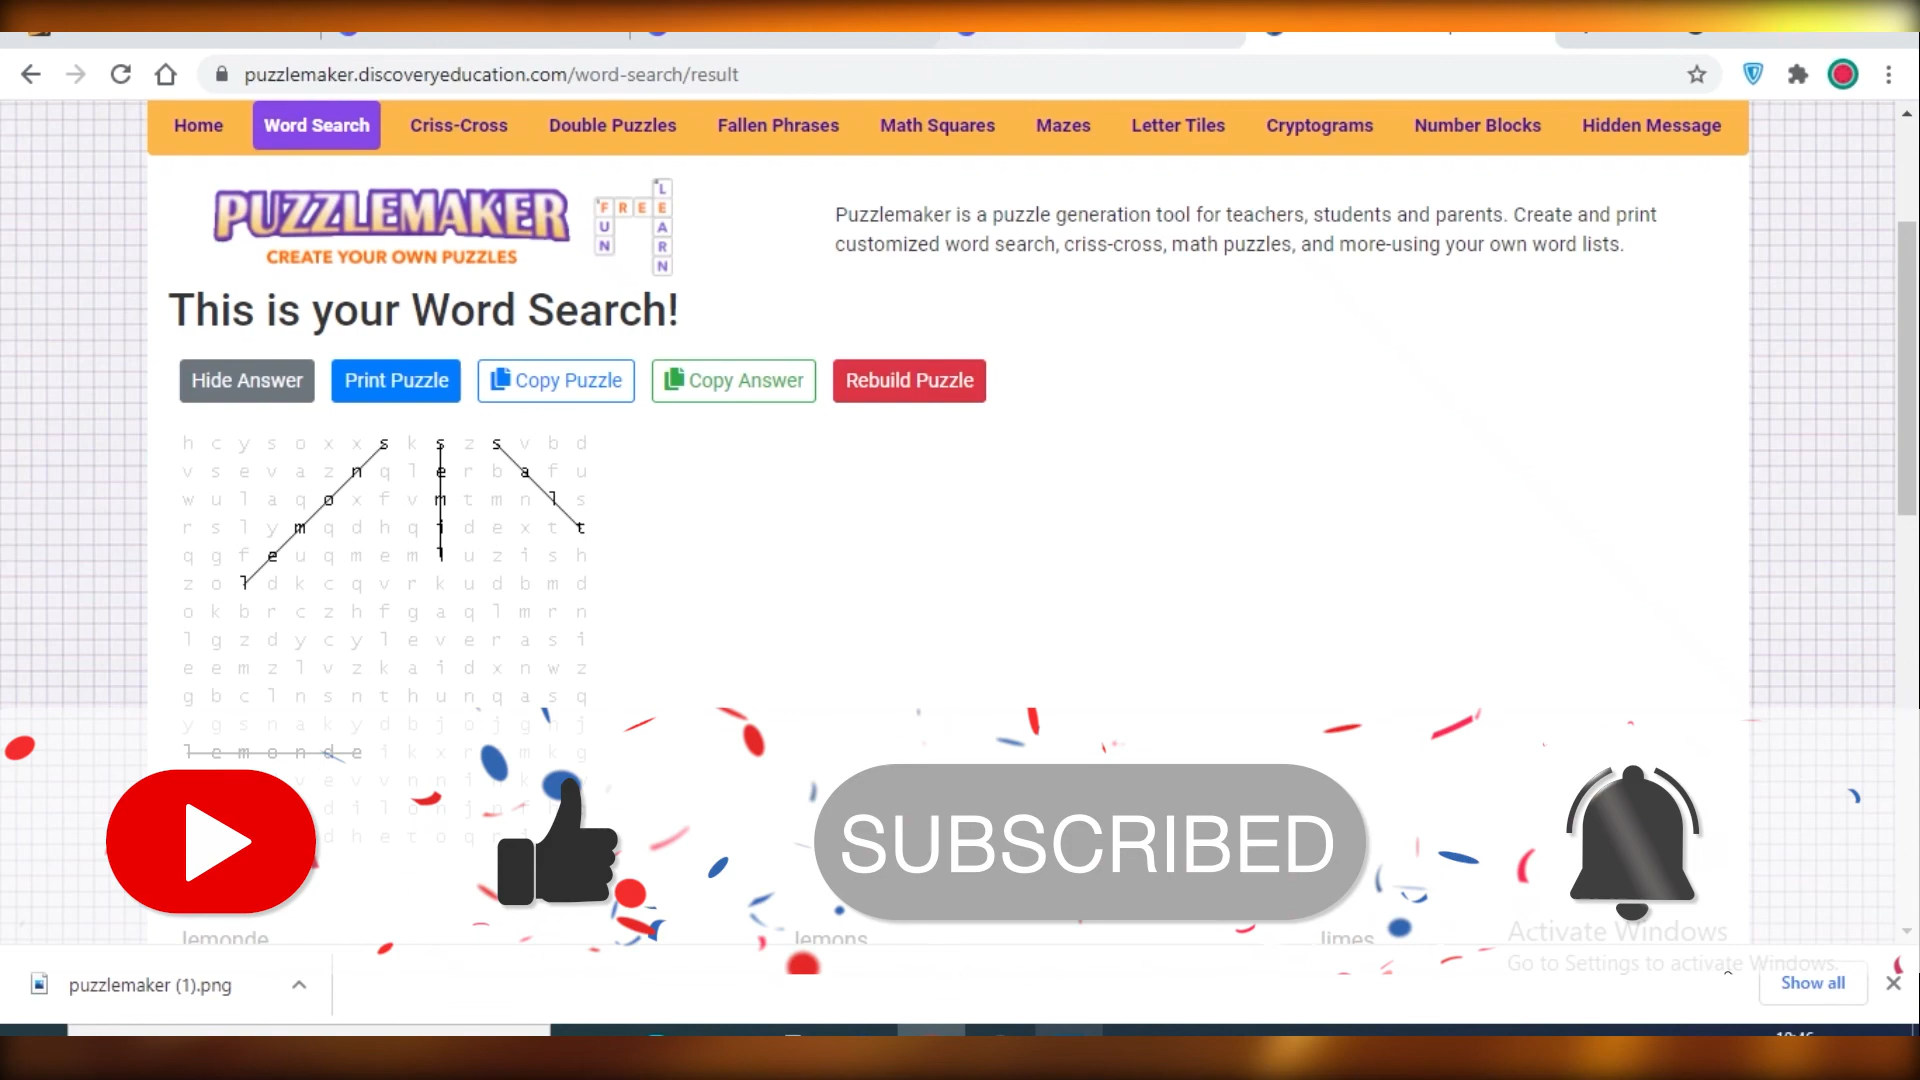 puzzlemaker.discoveryeducation.com/word-search/result
Home Word Search Criss-Cross Double Puzzles Fallen Phrases Math Squares Mazes Letter Tiles Cryptograms Number Blocks Hidden Message
PUZZLEMAKER
CREATE YOUR OWN PUZZLES
FREE
FUN
LEARN
Puzzlemaker is a puzzle generation tool for teachers, students and parents. Create and print
customized word search, criss-cross, math puzzles, and more-using your own word lists.
This is your Word Search!
Hide Answer Print Puzzle Copy Puzzle Copy Answer Rebuild Puzzle
h c y s o x x s k s z s v b d
v s e v a z n q l e r b a f u
w u l a q o x f v m t m n l s
r s l y m q d h q i d e x t t
q g f e u q m e m l u z i s h
z o l d k c q v r k u d b m d
o k b r c z h f g a q l m r n
l g z d y c y l e v e r a s i
e e m z l v z k a i d x n w z
g b c l n s n t h u n q a s q
y g s n a k y d b j o j g h j
l e m o n d e i k x r m k g
v e v v n n i k
d i l o n j n f
d h e t o q r
SUBSCRIBED
lemonde lemons limes
Activate Windows
Go to Settings to activate Windows.
puzzlemaker (1).png
Show all